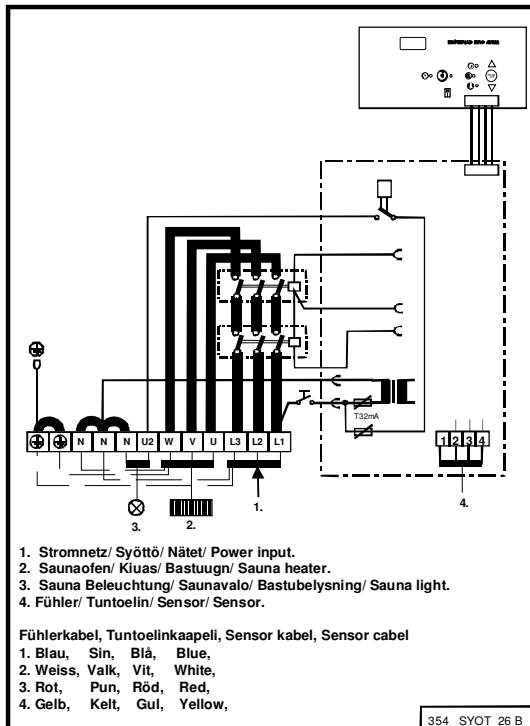 T32mA
N N N U2 W V U L3 L2 L1
1 2 3 4
3. 2. 1. 4.
1. Stromnetz/ Syöttö/ Nätet/ Power input.
2. Saunaofen/ Kiuas/ Bastuugn/ Sauna heater.
3. Sauna Beleuchtung/ Saunavalo/ Bastubelysning/ Sauna light.
4. Fühler/ Tuntoelin/ Sensor/ Sensor.
Fühlerkabel, Tuntoelinkaapeli, Sensor kabel, Sensor cabel
1. Blau, Sin, Blå, Blue,
2. Weiss, Valk, Vit, White,
3. Rot, Pun, Röd, Red,
4. Gelb, Kelt, Gul, Yellow,
354 SYOT 26 B